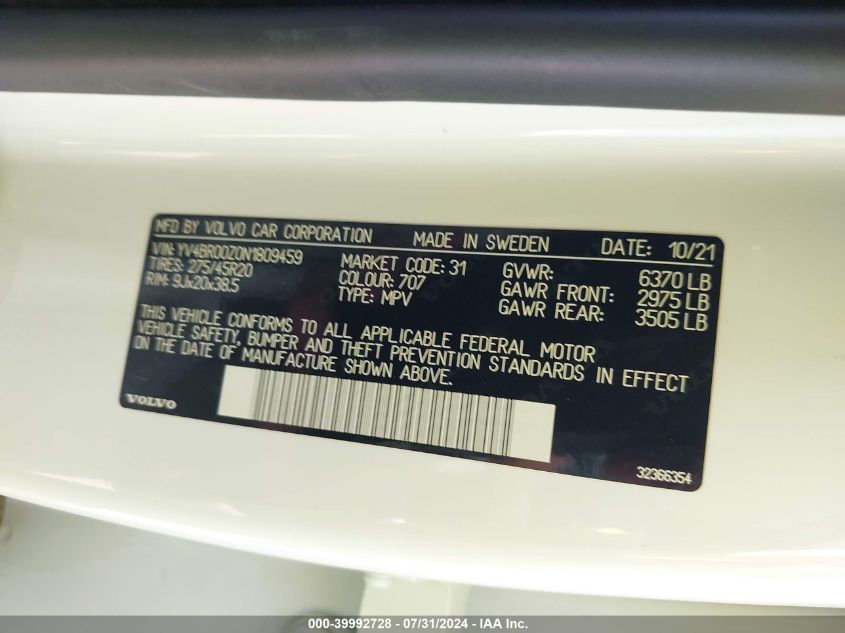 MFD BY VOLVO CAR CORPORATION MADE IN SWEDEN DATE: 10/21
VIN: YV4BR00Z0N1809459 MARKET CODE: 31 GVWR: 6370 LB
TIRES: 275/45R20 COLOUR: 707 GAWR FRONT: 2975 LB
RIM: 9Jx20x38.5 TYPE: MPV GAWR REAR: 3505 LB
THIS VEHICLE CONFORMS TO ALL APPLICABLE FEDERAL MOTOR
VEHICLE SAFETY, BUMPER AND THEFT PREVENTION STANDARDS IN EFFECT
ON THE DATE OF MANUFACTURE SHOWN ABOVE.
VOLVO
32366354
000-39992728 - 07/31/2024 - IAA Inc.